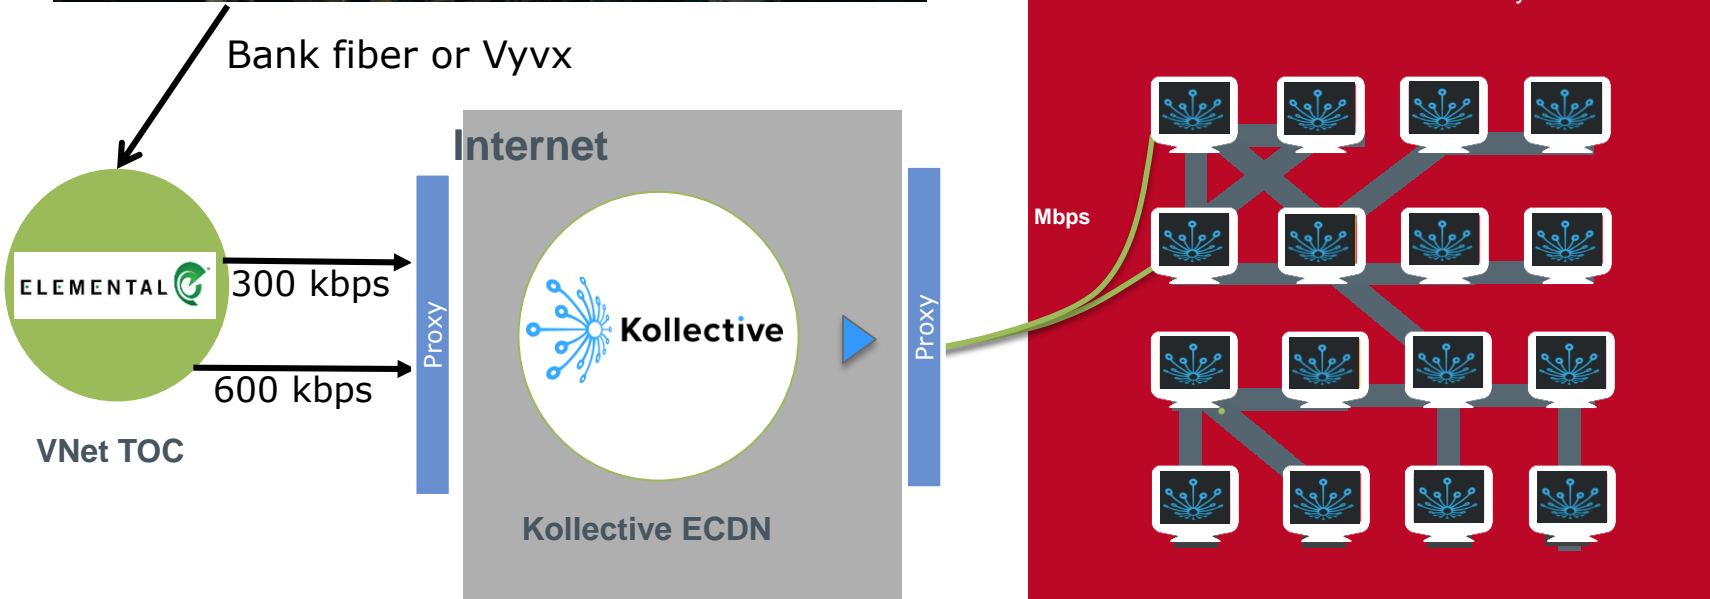 Bank fiber or Vyvx
Internet
ELEMENTAL
300 kbps
600 kbps
VNet TOC
Proxy
Kollective
Kollective ECDN
Proxy
Mbps